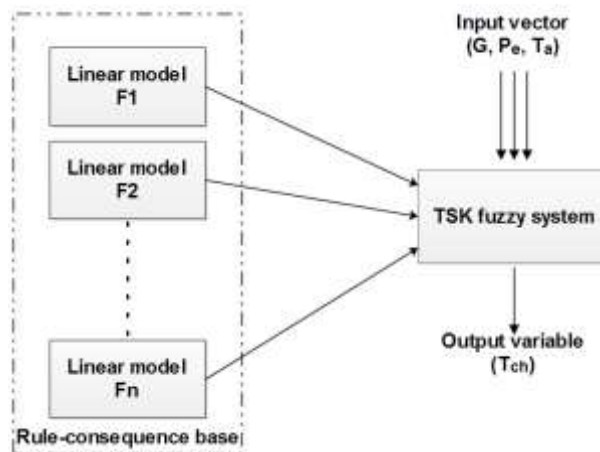 Linear model
F1
Linear model
F2
Linear model
Fn
Rule-consequence base
Input vector
(G, Pe, Ta)
TSK fuzzy system
Output variable
(Tch)